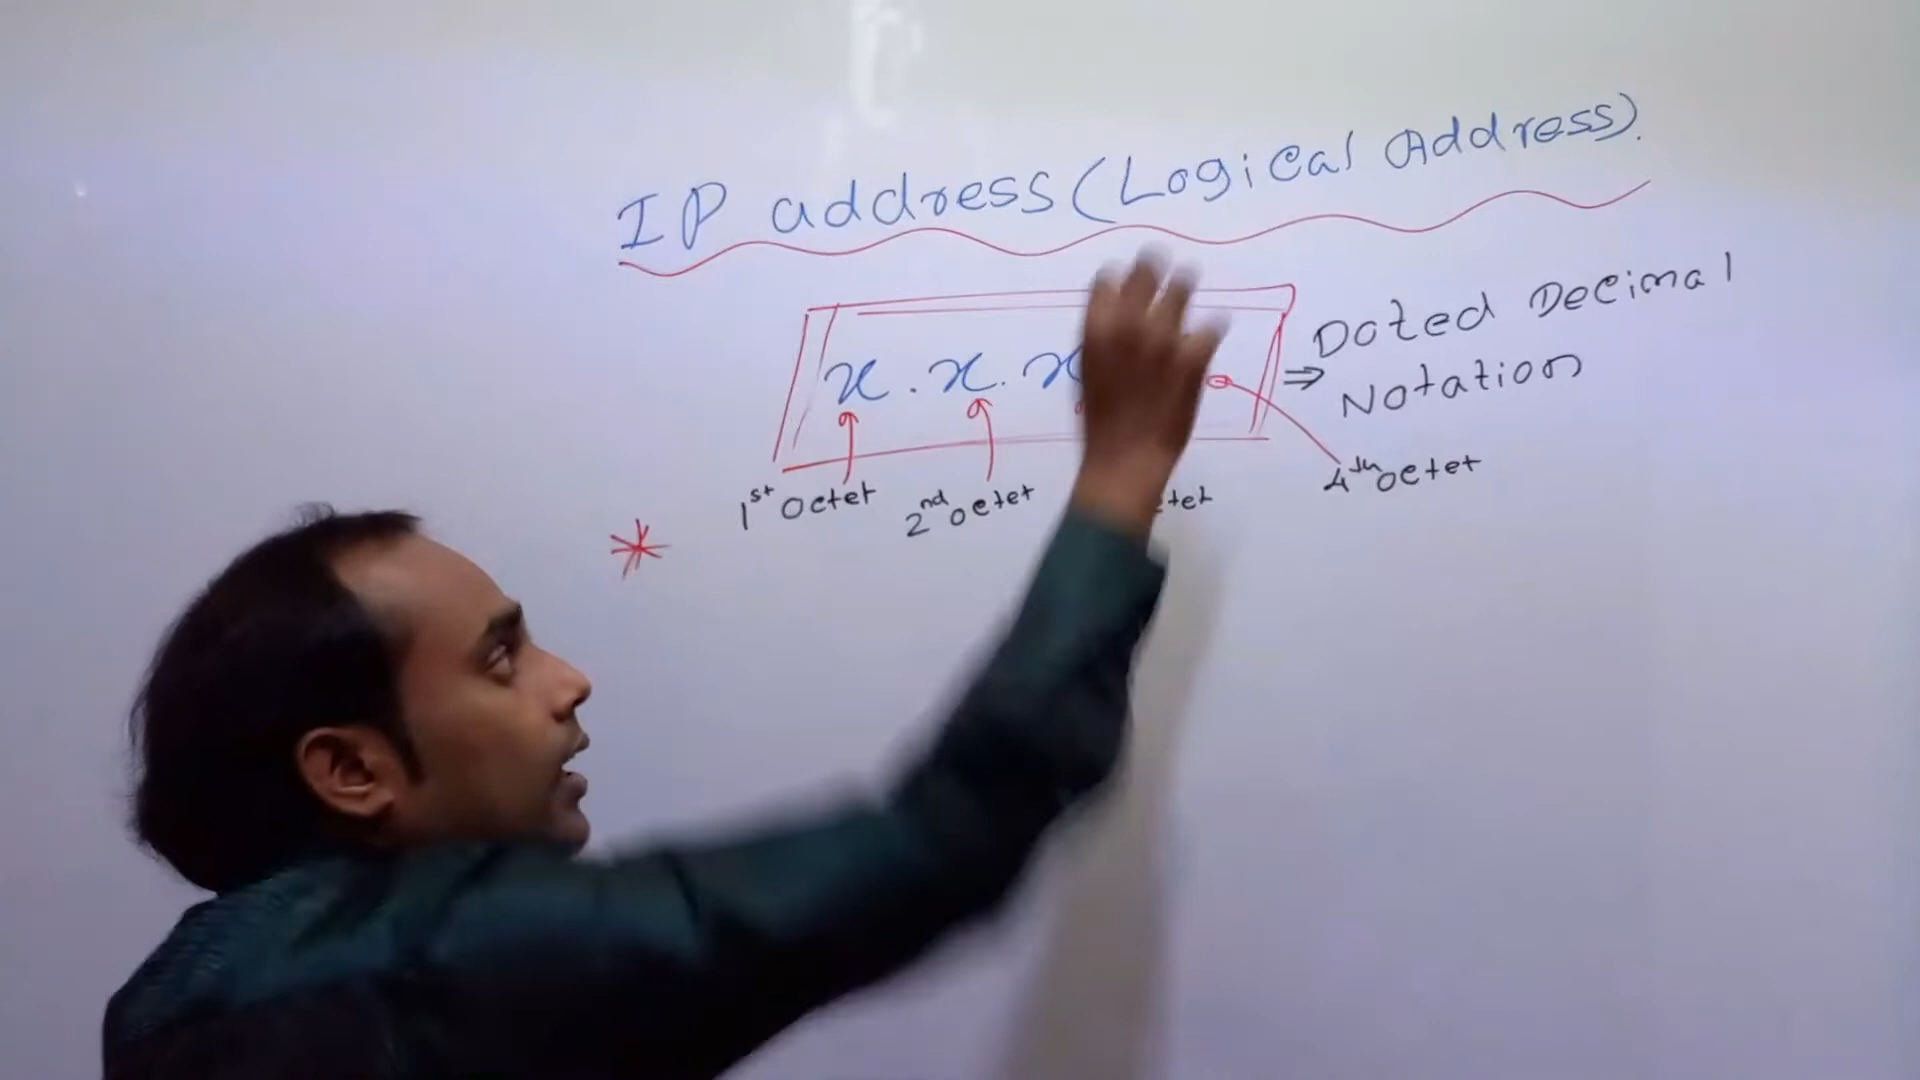 IP address (Logical Address).
x . x . x
⇒ Doted Decimal
Notation
1st Octet
2nd octet
4th octet
*